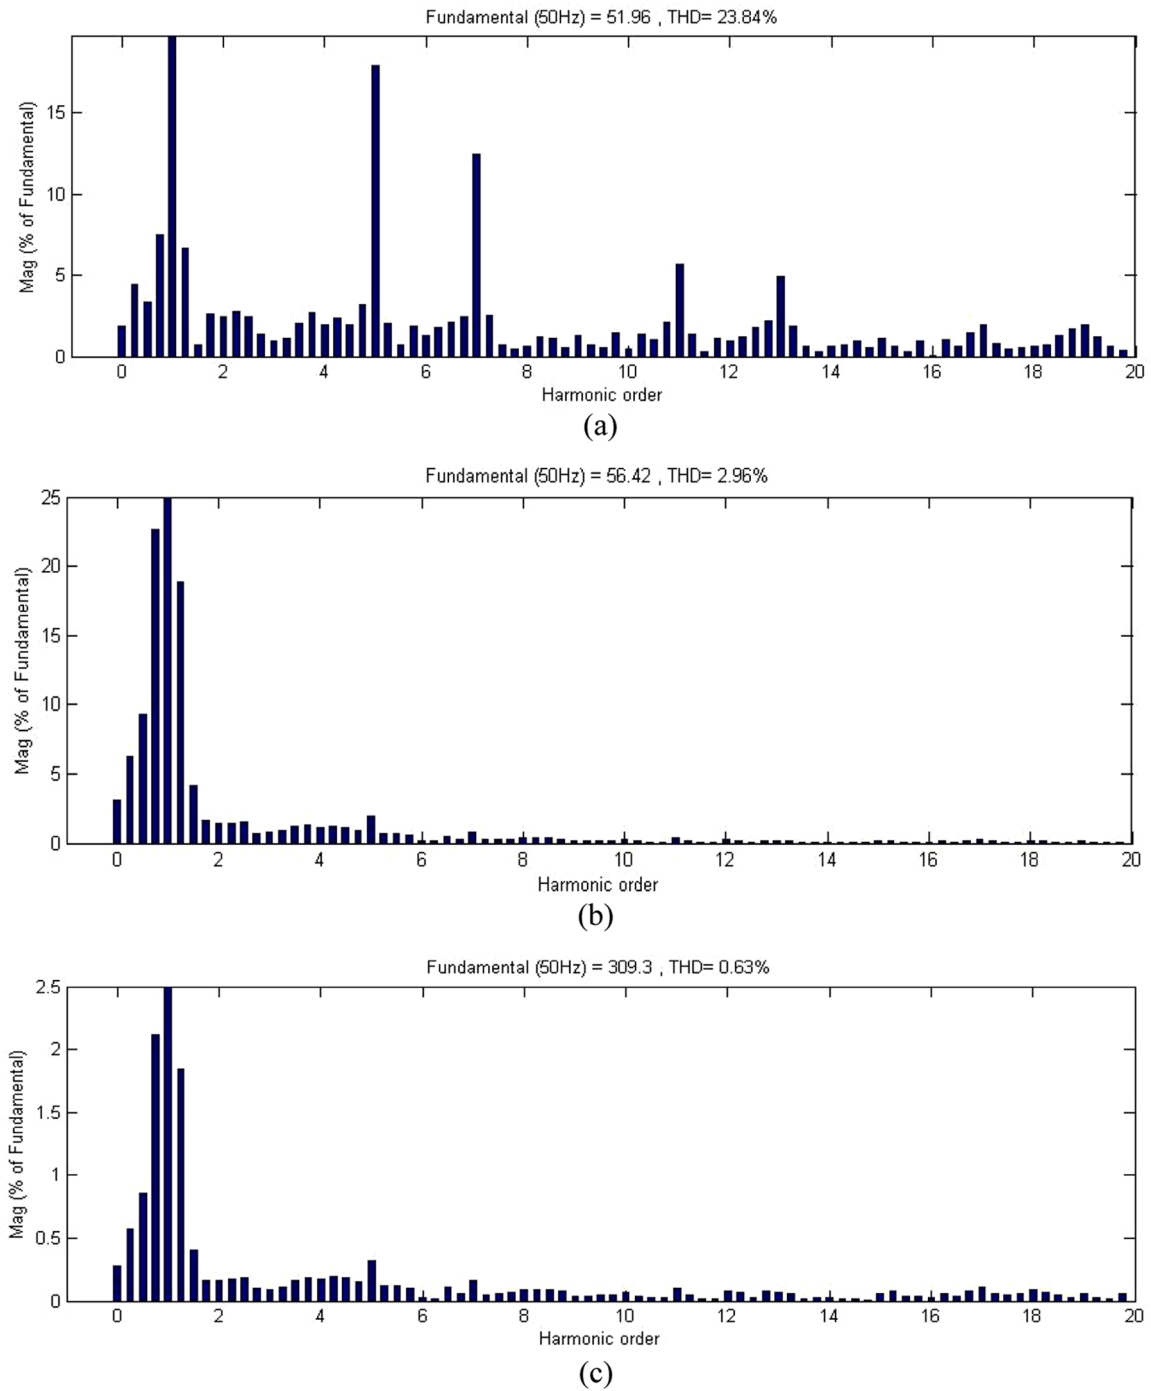 Fundamental (50Hz) = 51.96 , THD= 23.84%
Mag (% of Fundamental)
15
10
5
0
0 2 4 6 8 10 12 14 16 18 20
Harmonic order
(a)
Fundamental (50Hz) = 56.42 , THD= 2.96%
Mag (% of Fundamental)
25
20
15
10
5
0
0 2 4 6 8 10 12 14 16 18 20
Harmonic order
(b)
Fundamental (50Hz) = 309.3 , THD= 0.63%
Mag (% of Fundamental)
2.5
2
1.5
1
0.5
0
0 2 4 6 8 10 12 14 16 18 20
Harmonic order
(c)